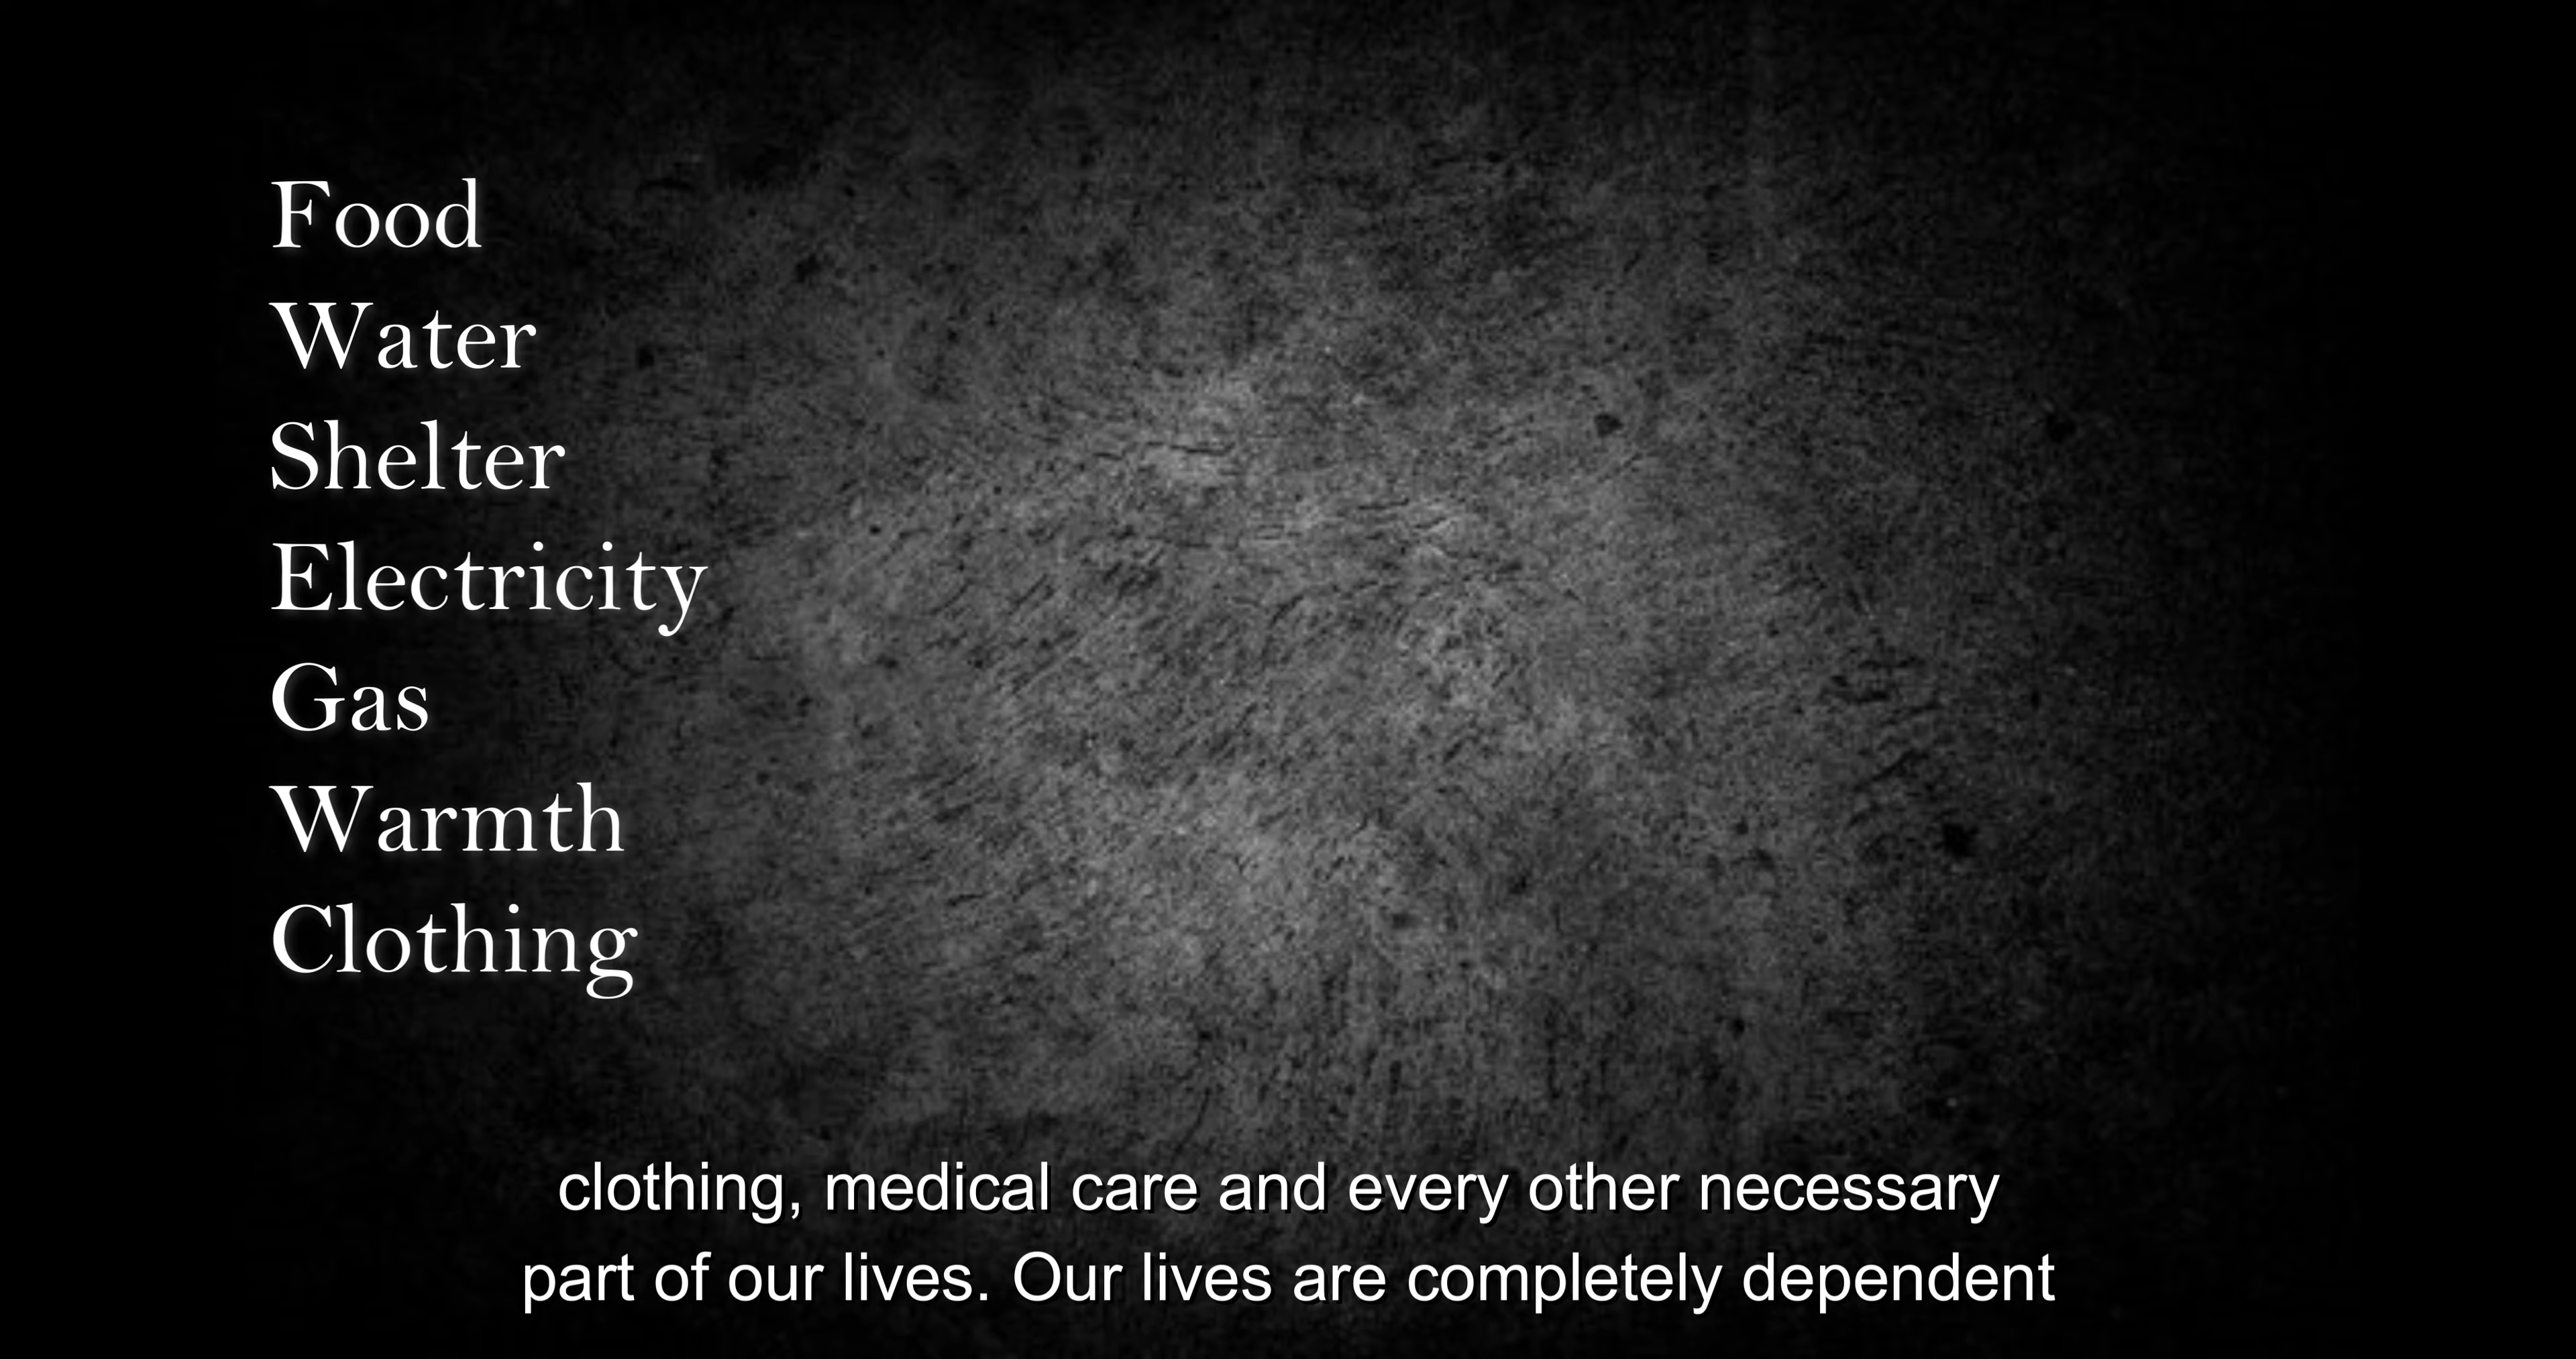 Food
Water
Shelter
Electricity
Gas
Warmth
Clothing
clothing, medical care and every other necessary
part of our lives. Our lives are completely dependent